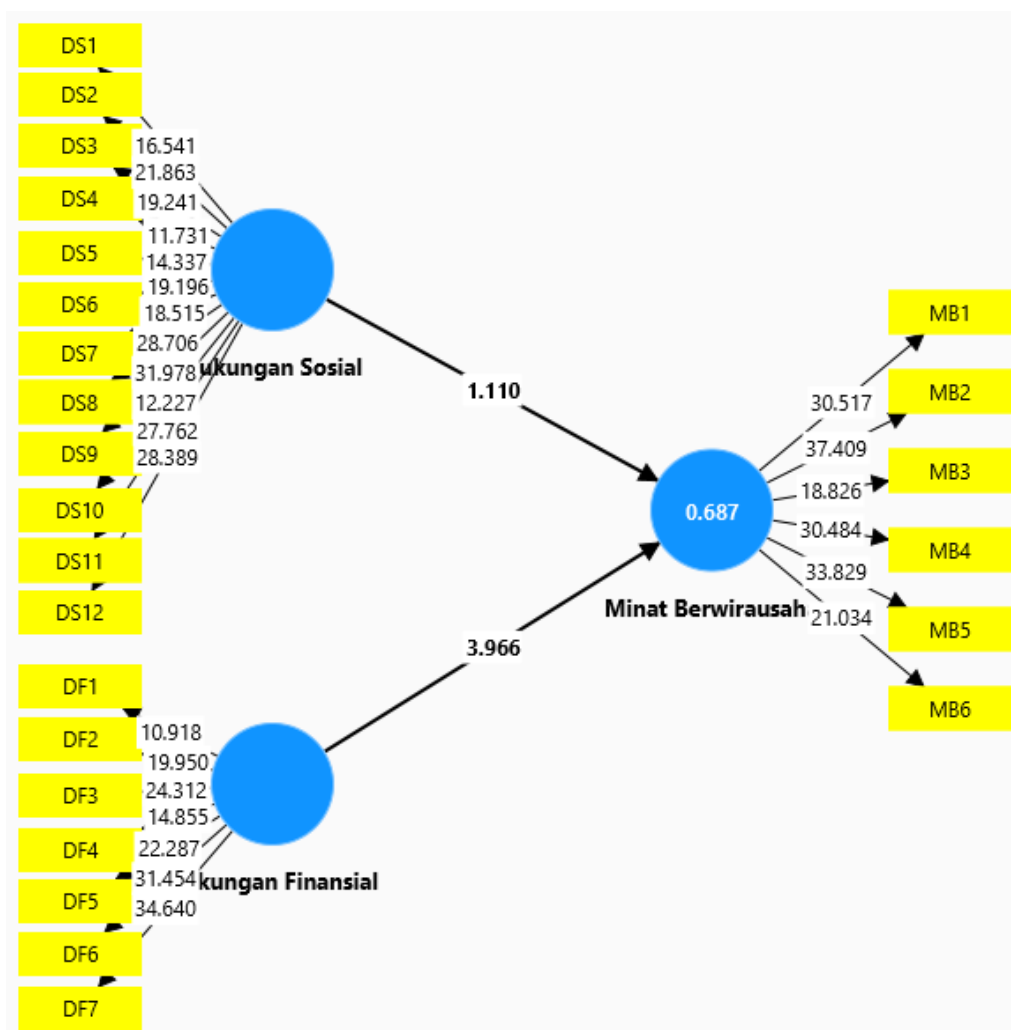 DS1
DS2
DS3
DS4
DS5
DS6
DS7
DS8
DS9
DS10
DS11
DS12
16.541
21.863
19.241
11.731
14.337
19.196
18.515
28.706
31.978
12.227
27.762
28.389
ukungan Sosial
1.110
DF1
DF2
DF3
DF4
DF5
DF6
DF7
10.918
19.950
24.312
14.855
22.287
31.454
34.640
kungan Finansial
3.966
0.687
Minat Berwirausah
30.517
37.409
18.826
30.484
33.829
21.034
MB1
MB2
MB3
MB4
MB5
MB6